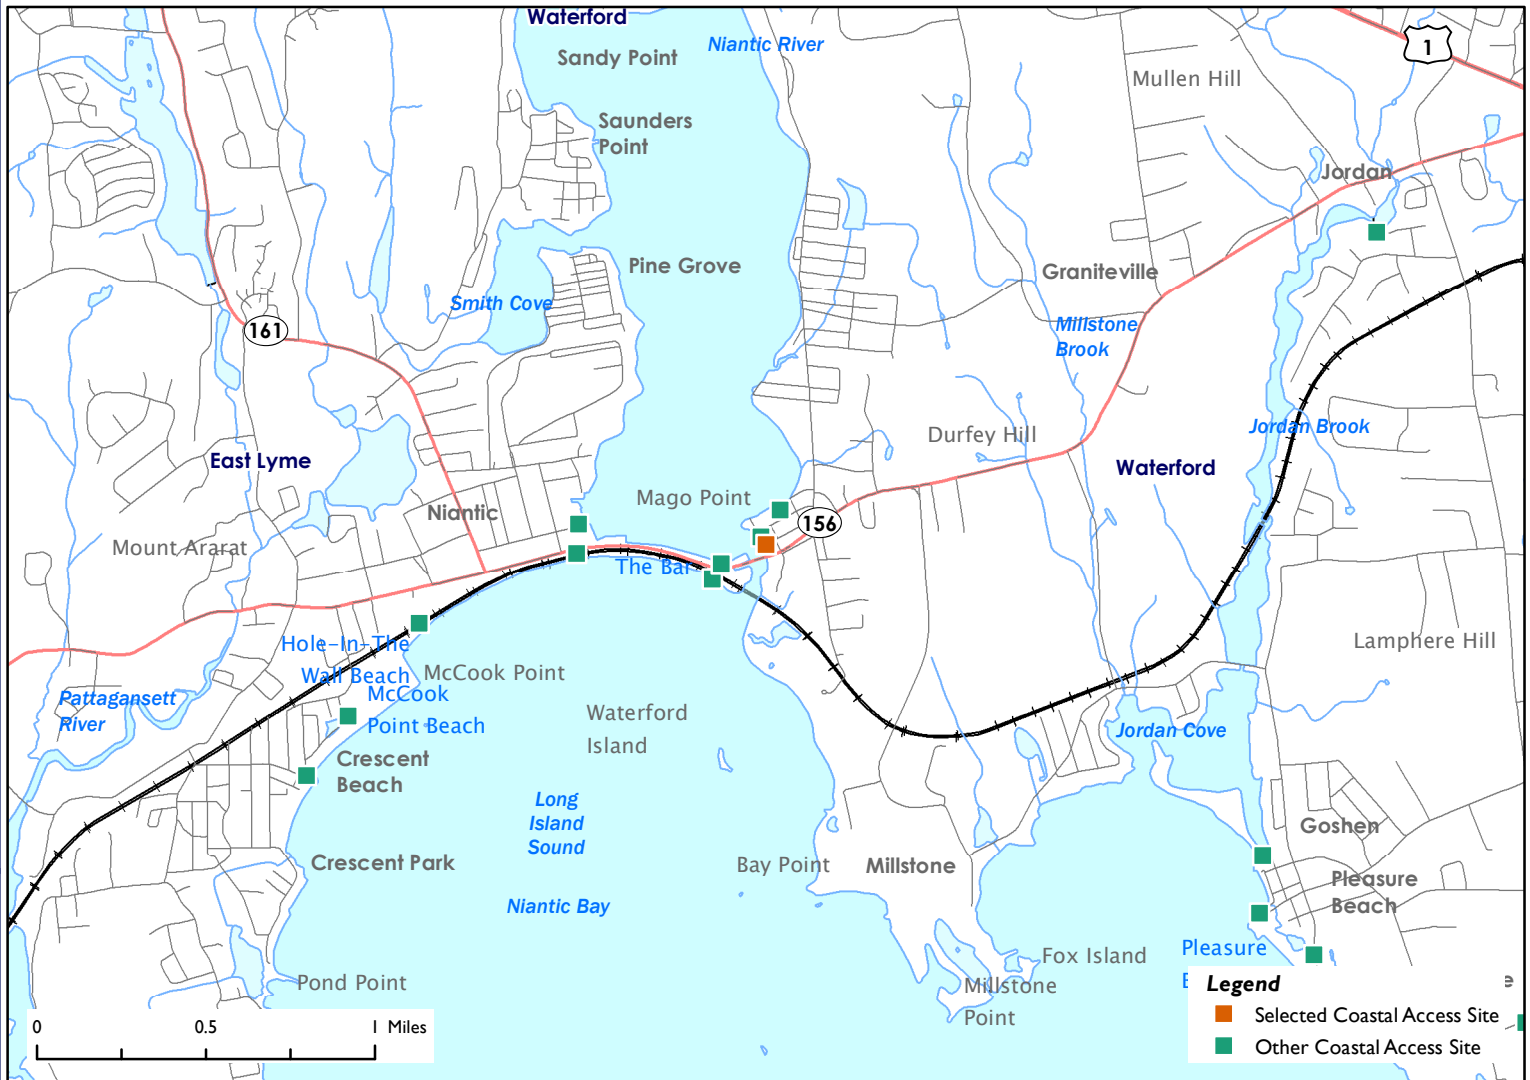 Waterford
Niantic River
1
Sandy Point
Mullen Hill
Saunders
Point
Jordan
Pine Grove
Graniteville
Smith Cove
161
Millstone
Brook
Jordan Brook
Durfey Hill
East Lyme
Waterford
Mago Point
Niantic
156
Mount Ararat
The Bar
Hole-In-The
Wall Beach
Lamphere Hill
McCook Point
Pattagansett
River
McCook
Point Beach
Waterford
Island
Jordan Cove
Crescent
Beach
Long
Island
Sound
Goshen
Crescent Park
Bay Point
Millstone
Pleasure
Beach
Niantic Bay
Pleasure
Fox Island
Pond Point
Millstone
Point
Legend
Selected Coastal Access Site
Other Coastal Access Site
0 0.5 1 Miles